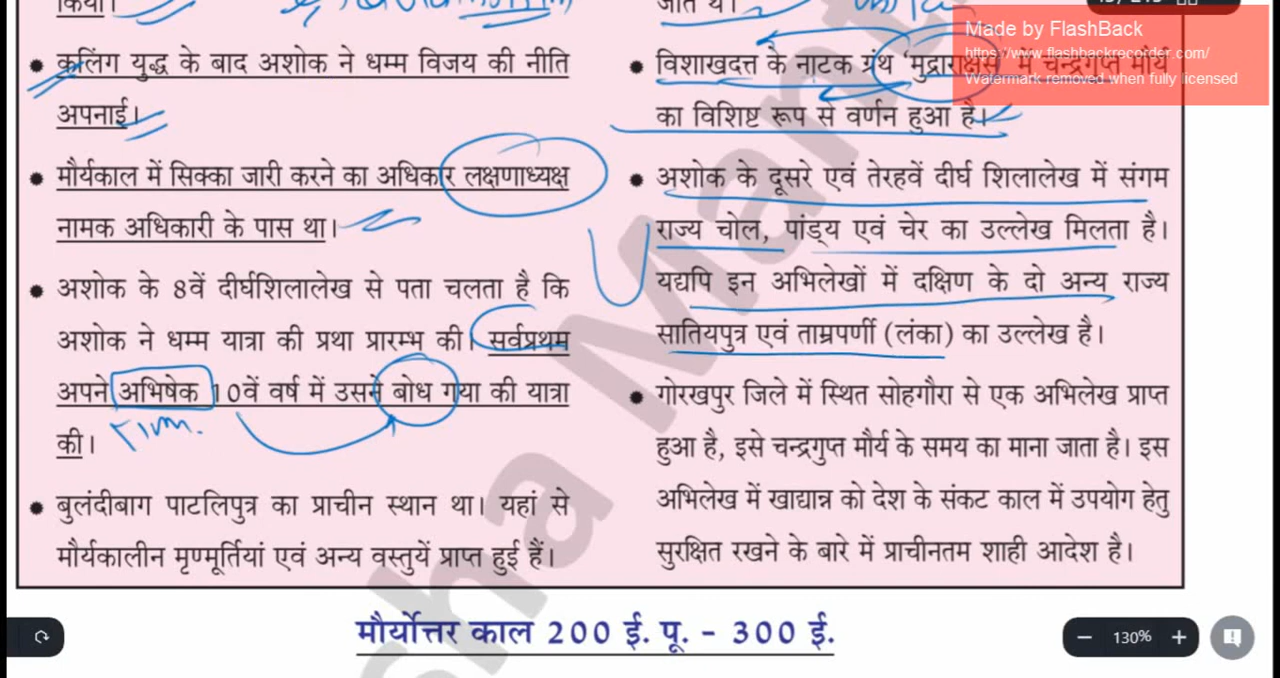 किया।
कलिंग युद्ध के बाद अशोक ने धम्म विजय की नीति
अपनाई।
मौर्यकाल में सिक्का जारी करने का अधिकार लक्षणाध्यक्ष
नामक अधिकारी के पास था।
अशोक के 8वें दीर्घशिलालेख से पता चलता है कि
अशोक ने धम्म यात्रा की प्रथा प्रारम्भ की। सर्वप्रथम
अपने अभिषेक 10वें वर्ष में उसने बोध गया की यात्रा
की।
बुलंदीबाग पाटलिपुत्र का प्राचीन स्थान था। यहां से
मौर्यकालीन मृण्मूर्तियां एवं अन्य वस्तुयें प्राप्त हुई हैं।
जाते थे।
विशाखदत्त के नाटक ग्रंथ 'मुद्राराक्षस' में चन्द्रगुप्त मौर्य
का विशिष्ट रूप से वर्णन हुआ है।
अशोक के दूसरे एवं तेरहवें दीर्घ शिलालेख में संगम
राज्य चोल, पांड्य एवं चेर का उल्लेख मिलता है।
यद्यपि इन अभिलेखों में दक्षिण के दो अन्य राज्य
सातियपुत्र एवं ताम्रपर्णी (लंका) का उल्लेख है।
गोरखपुर जिले में स्थित सोहगौरा से एक अभिलेख प्राप्त
हुआ है, इसे चन्द्रगुप्त मौर्य के समय का माना जाता है। इस
अभिलेख में खाद्यान्न को देश के संकट काल में उपयोग हेतु
सुरक्षित रखने के बारे में प्राचीनतम शाही आदेश है।
Made by FlashBack
https://www.flashbackrecorder.com/
Watermark removed when fully licensed
मौर्योत्तर काल 200 ई. पू. - 300 ई.
130%